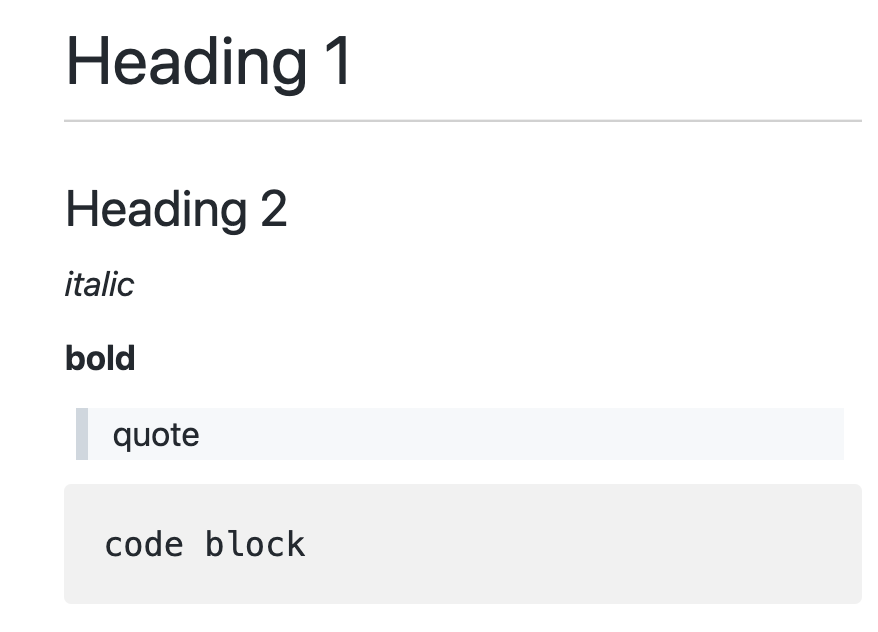 Heading 1
Heading 2
italic
bold
quote
code block